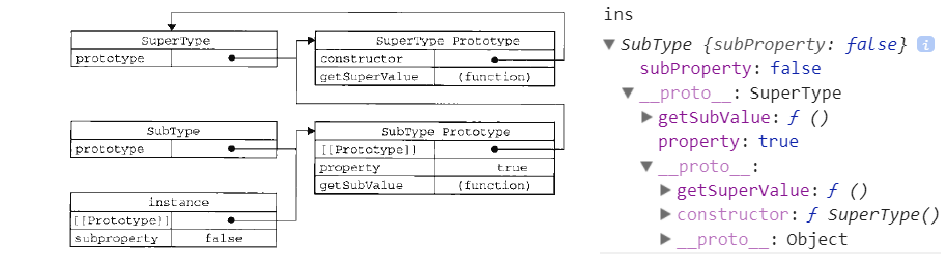 SuperType
prototype
SuperType Prototype
constructor
getSuperValue (function)
SubType
prototype
SubType Prototype
[[Prototype]]
property true
getSubValue (function)
instance
[[Prototype]]
subproperty false
ins
SubType {subProperty: false} i
subProperty: false
__proto__: SuperType
getSubValue: ƒ ()
property: true
__proto__:
getSuperValue: ƒ ()
constructor: ƒ SuperType()
__proto__: Object